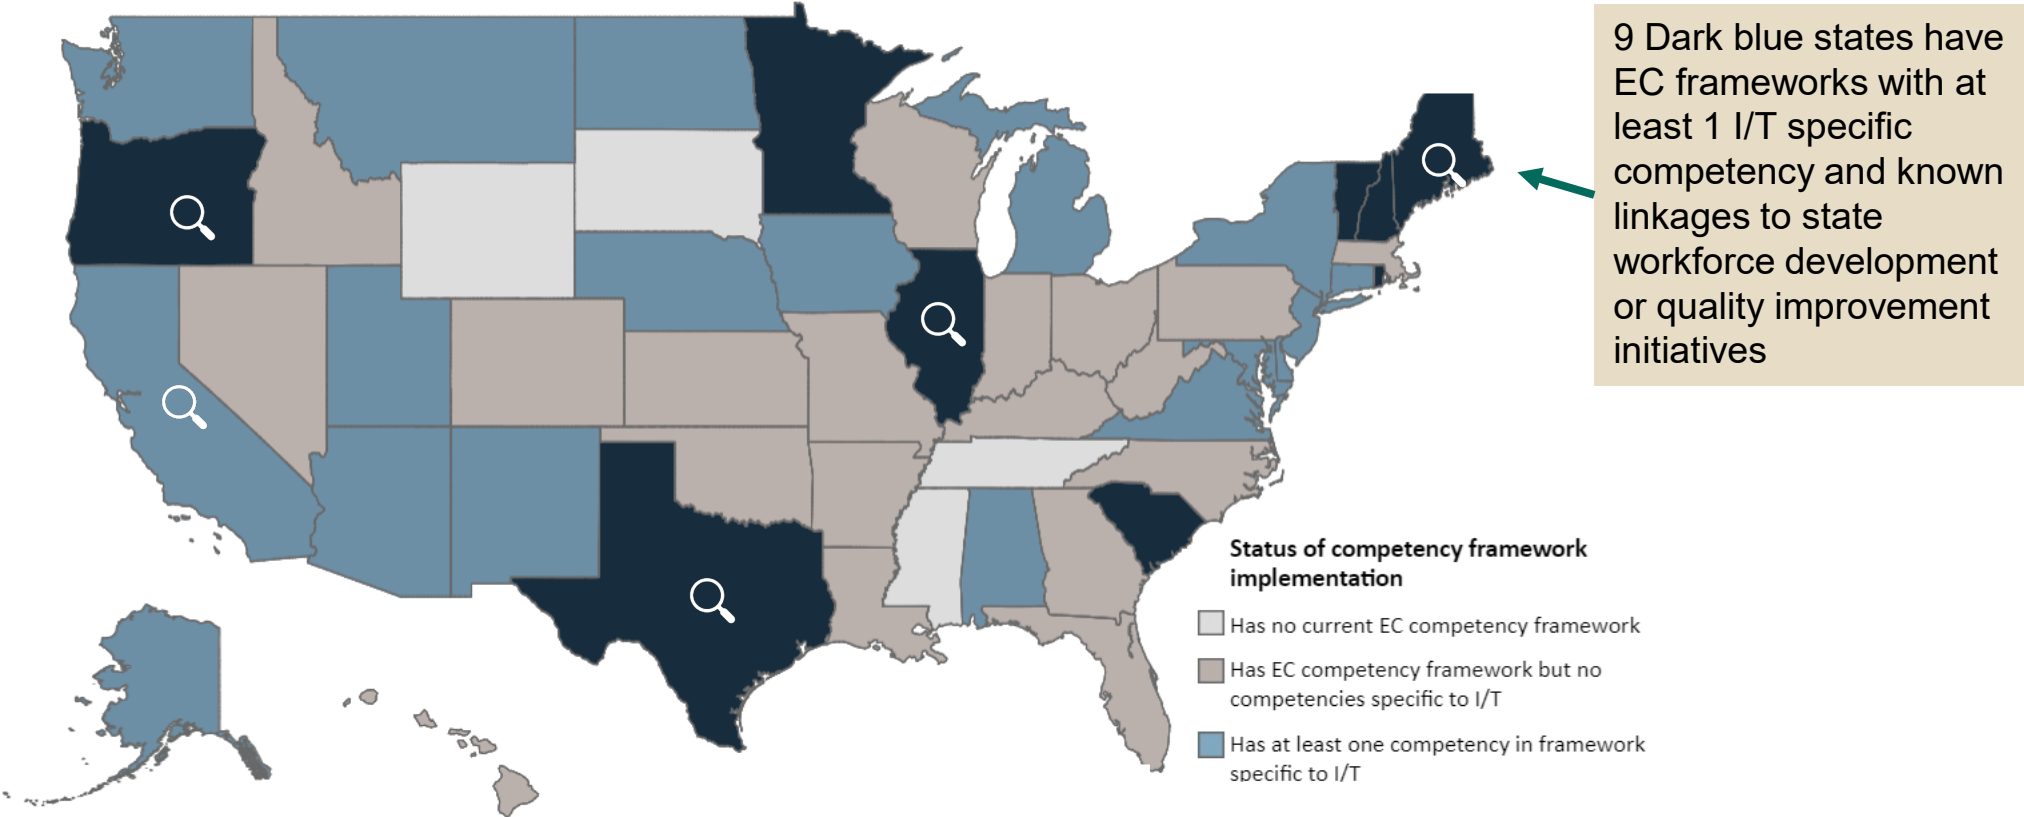 9 Dark blue states have
EC frameworks with at
least 1 I/T specific
competency and known
linkages to state
workforce development
or quality improvement
initiatives
Status of competency framework
implementation
Has no current EC competency framework
Has EC competency framework but no
competencies specific to I/T
Has at least one competency in framework
specific to I/T